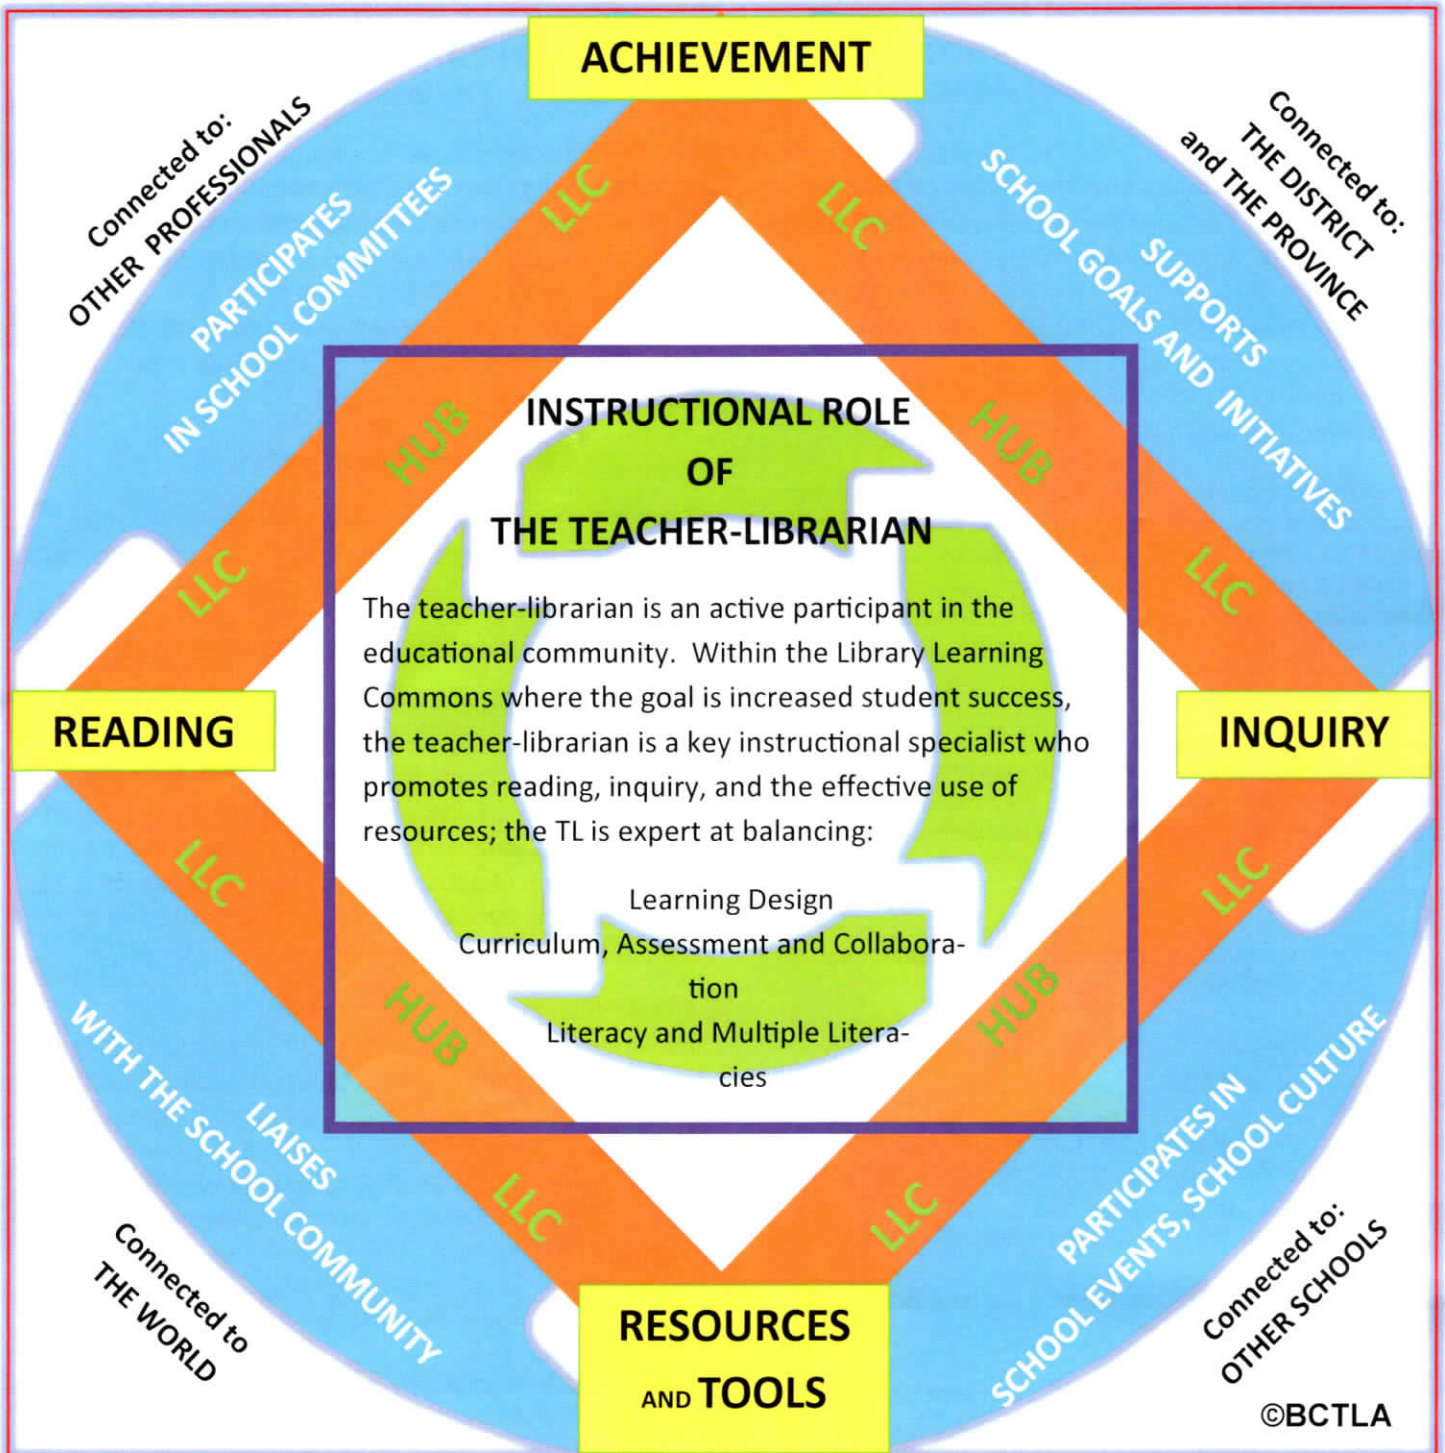 ACHIEVEMENT
Connected to:
OTHER PROFESSIONALS
PARTICIPATES
IN SCHOOL COMMITTEES
Connected to:
THE DISTRICT
and THE PROVINCE
SUPPORTS
SCHOOL GOALS AND INITIATIVES
LLC
LLC
HUB
HUB
LLC
LLC
INSTRUCTIONAL ROLE
OF
THE TEACHER-LIBRARIAN
The teacher-librarian is an active participant in the
educational community. Within the Library Learning
Commons where the goal is increased student success,
the teacher-librarian is a key instructional specialist who
promotes reading, inquiry, and the effective use of
resources; the TL is expert at balancing:
Learning Design
Curriculum, Assessment and Collabora-
tion
Literacy and Multiple Litera-
cies
READING
INQUIRY
LLC
LLC
HUB
HUB
LLC
LLC
LIAISES
WITH THE SCHOOL COMMUNITY
Connected to
THE WORLD
PARTICIPATES IN
SCHOOL EVENTS, SCHOOL CULTURE
Connected to:
OTHER SCHOOLS
RESOURCES
AND TOOLS
©BCTLA